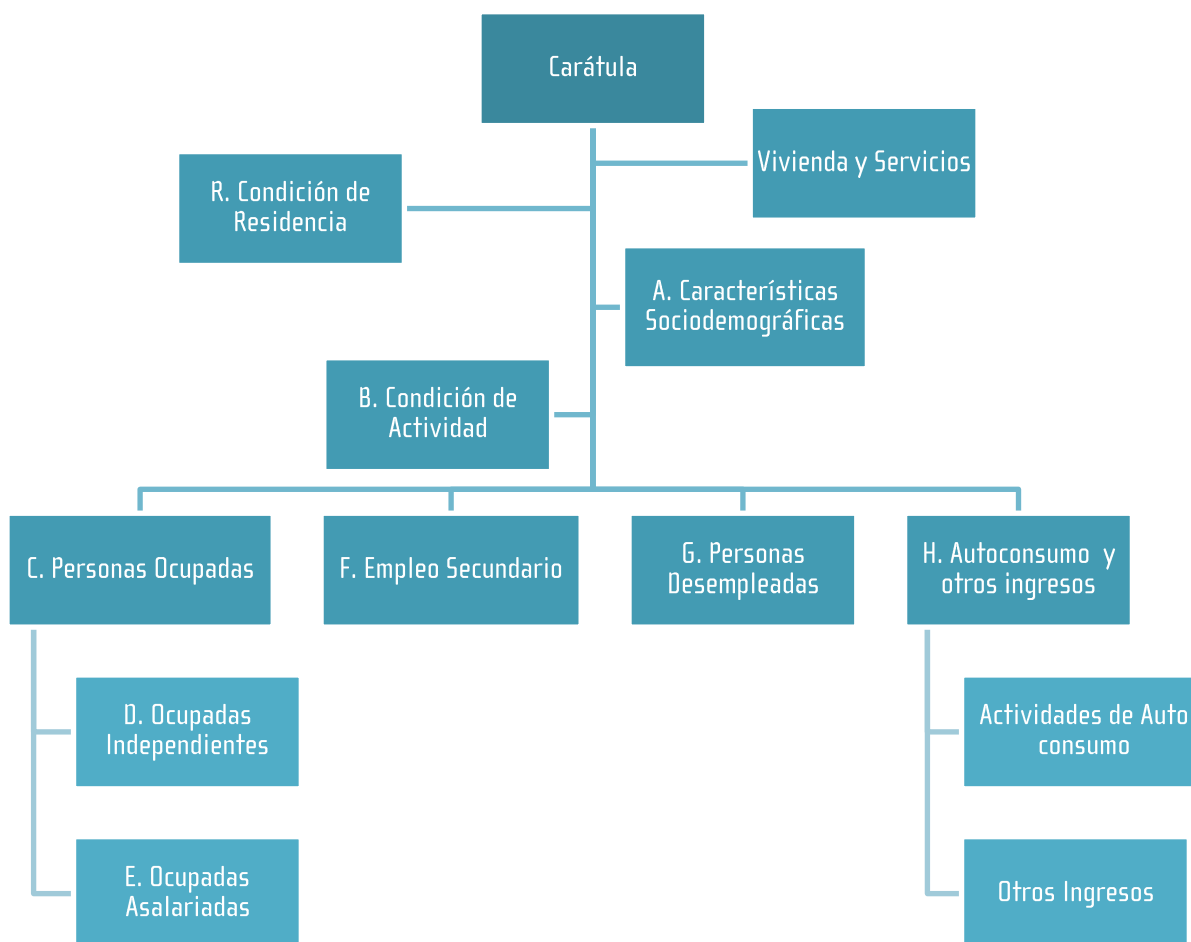 Carátula
Vivienda y Servicios
R. Condición de
Residencia
A. Características
Sociodemográficas
B. Condición de
Actividad
C. Personas Ocupadas
F. Empleo Secundario
G. Personas
Desempleadas
H. Autoconsumo y
otros ingresos
D. Ocupadas
Independientes
Actividades de Auto
consumo
E. Ocupadas
Asalariadas
Otros Ingresos